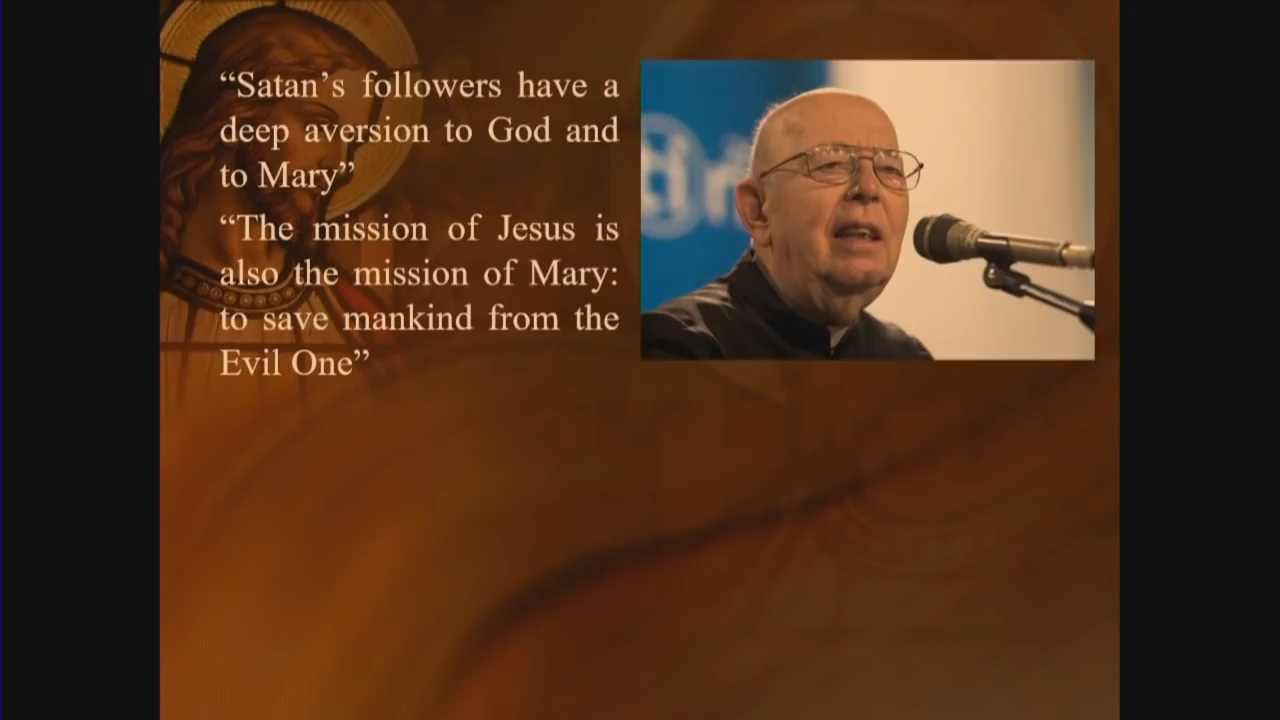 “Satan’s followers have a
deep aversion to God and
to Mary”
“The mission of Jesus is
also the mission of Mary:
to save mankind from the
Evil One”